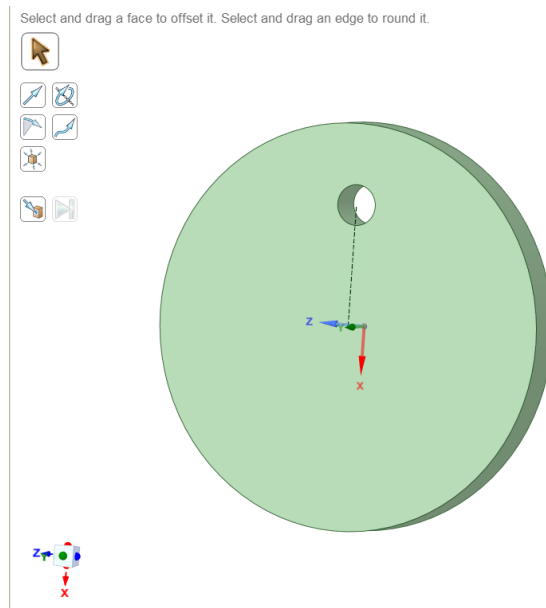 Select and drag a face to offset it. Select and drag an edge to round it.
Z
Y
X
Z
Y
X